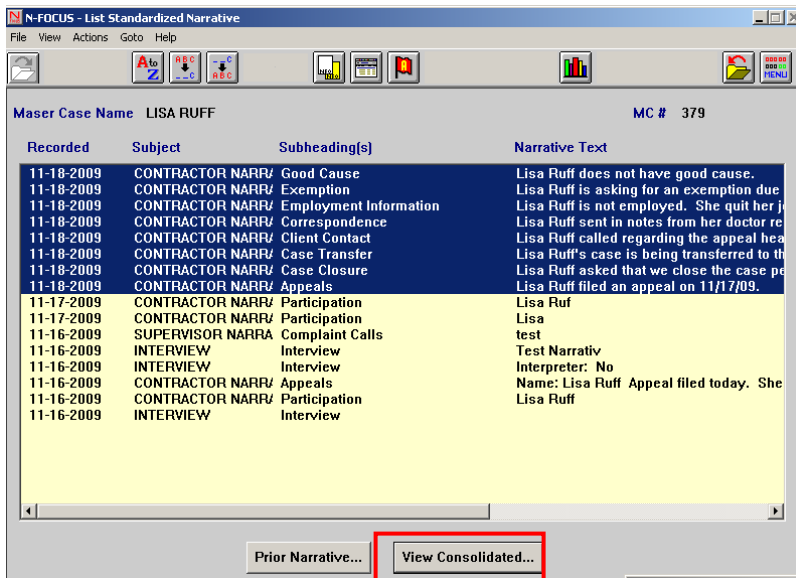 N-FOCUS - List Standardized Narrative
File View Actions Goto Help
A to Z ABC --C --C ABC MENU
Maser Case Name LISA RUFF MC # 379
Recorded Subject Subheading(s) Narrative Text
11-18-2009 CONTRACTOR NARR Good Cause Lisa Ruff does not have good cause.
11-18-2009 CONTRACTOR NARR Exemption Lisa Ruff is asking for an exemption due
11-18-2009 CONTRACTOR NARR Employment Information Lisa Ruff is not employed. She quit her j
11-18-2009 CONTRACTOR NARR Correspondence Lisa Ruff sent in notes from her doctor re
11-18-2009 CONTRACTOR NARR Client Contact Lisa Ruff called regarding the appeal hea
11-18-2009 CONTRACTOR NARR Case Transfer Lisa Ruff's case is being transferred to th
11-18-2009 CONTRACTOR NARR Case Closure Lisa Ruff asked that we close the case pe
11-18-2009 CONTRACTOR NARR Appeals Lisa Ruff filed an appeal on 11/17/09.
11-17-2009 CONTRACTOR NARR Participation Lisa Ruf
11-17-2009 CONTRACTOR NARR Participation Lisa
11-16-2009 SUPERVISOR NARRA Complaint Calls test
11-16-2009 INTERVIEW Interview Test Narrativ
11-16-2009 INTERVIEW Interview Interpreter: No
11-16-2009 CONTRACTOR NARR Appeals Name: Lisa Ruff Appeal filed today. She
11-16-2009 CONTRACTOR NARR Participation Lisa Ruff
11-16-2009 INTERVIEW Interview
Prior Narrative... View Consolidated...